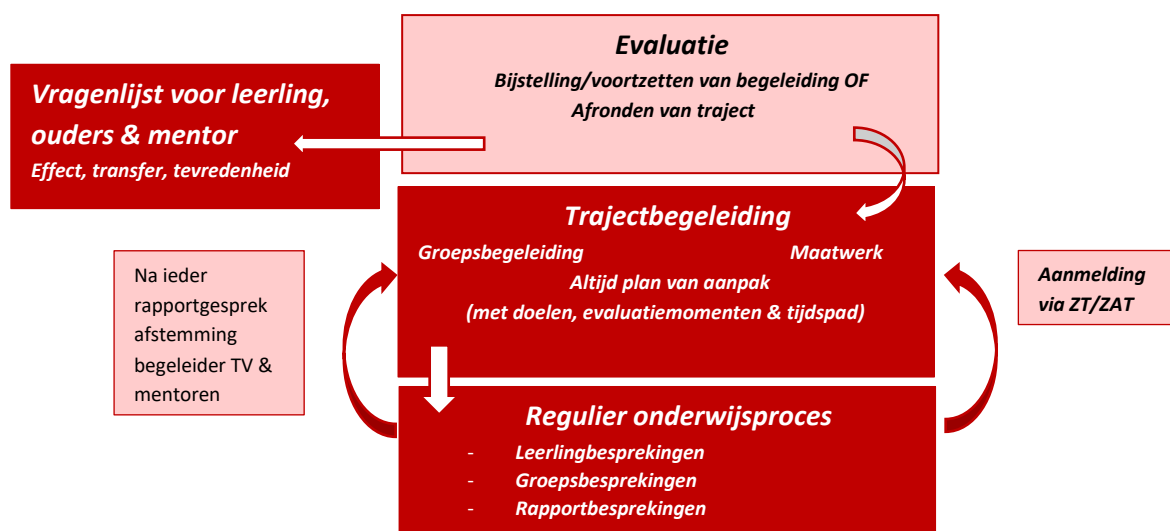 Evaluatie
Bijstelling/voortzetten van begeleiding OF
Afronden van traject
Vragenlijst voor leerling,
ouders & mentor
Effect, transfer, tevredenheid
Trajectbegeleiding
Groepsbegeleiding Maatwerk
Altijd plan van aanpak
(met doelen, evaluatiemomenten & tijdspad)
Na ieder
rapportgesprek
afstemming
begeleider TV &
mentoren
Aanmelding
via ZT/ZAT
Regulier onderwijsproces
- Leerlingbesprekingen
- Groepsbesprekingen
- Rapportbesprekingen